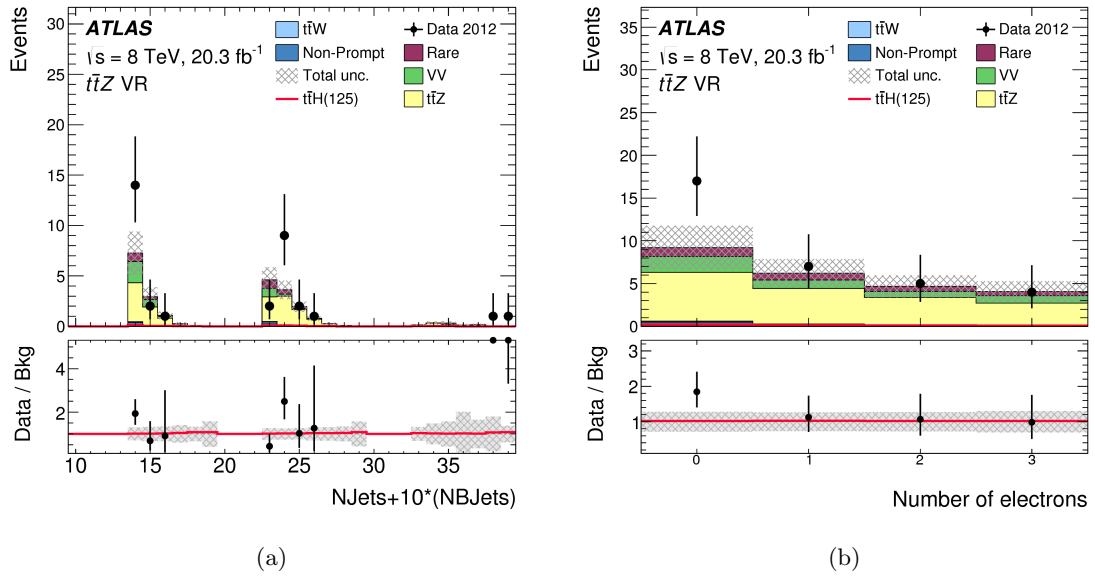 Events
30
25
20
15
10
5
0
ATLAS
√s = 8 TeV, 20.3 fb⁻¹
tt̄Z VR
tt̄W
Non-Prompt
Total unc.
tt̄H(125)
Data 2012
Rare
VV
tt̄Z
Data / Bkg
4
2
10 15 20 25 30 35
NJets+10*(NBJets)
(a)
Events
35
30
25
20
15
10
5
0
ATLAS
√s = 8 TeV, 20.3 fb⁻¹
tt̄Z VR
tt̄W
Non-Prompt
Total unc.
tt̄H(125)
Data 2012
Rare
VV
tt̄Z
Data / Bkg
3
2
1
0 1 2 3
Number of electrons
(b)